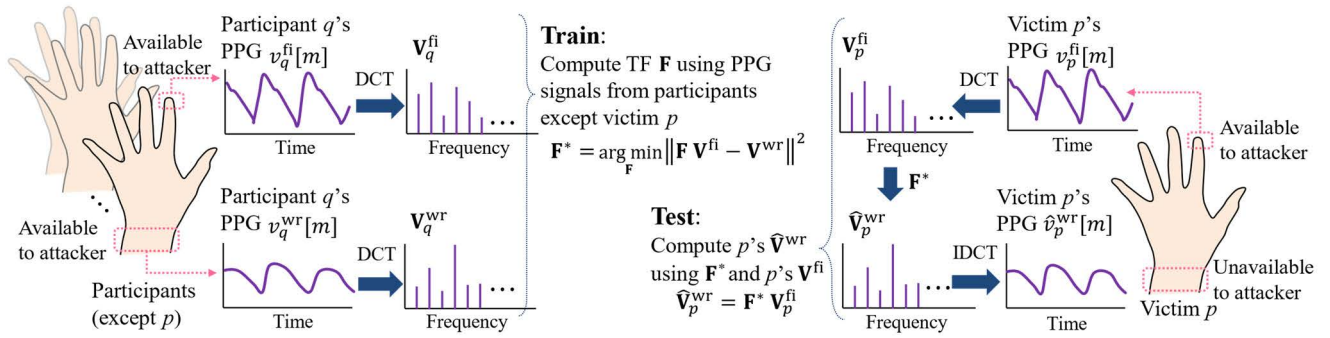 Available
to attacker
Participant q's
PPG v_q^fi[m]
Time
DCT
V_q^fi
Frequency
Available
to attacker
Participants
(except p)
Participant q's
PPG v_q^wr[m]
Time
DCT
V_q^wr
Frequency
Train:
Compute TF F using PPG
signals from participants
except victim p
F* = arg min_F ||F V^fi − V^wr||^2
Test:
Compute p's V̂^wr
using F* and p's V^fi
V̂_p^wr = F* V_p^fi
V_p^fi
Frequency
DCT
Victim p's
PPG v_p^fi[m]
Time
Available
to attacker
F*
V̂_p^wr
Frequency
IDCT
Victim p's
PPG v̂_p^wr[m]
Time
Unavailable
to attacker
Victim p